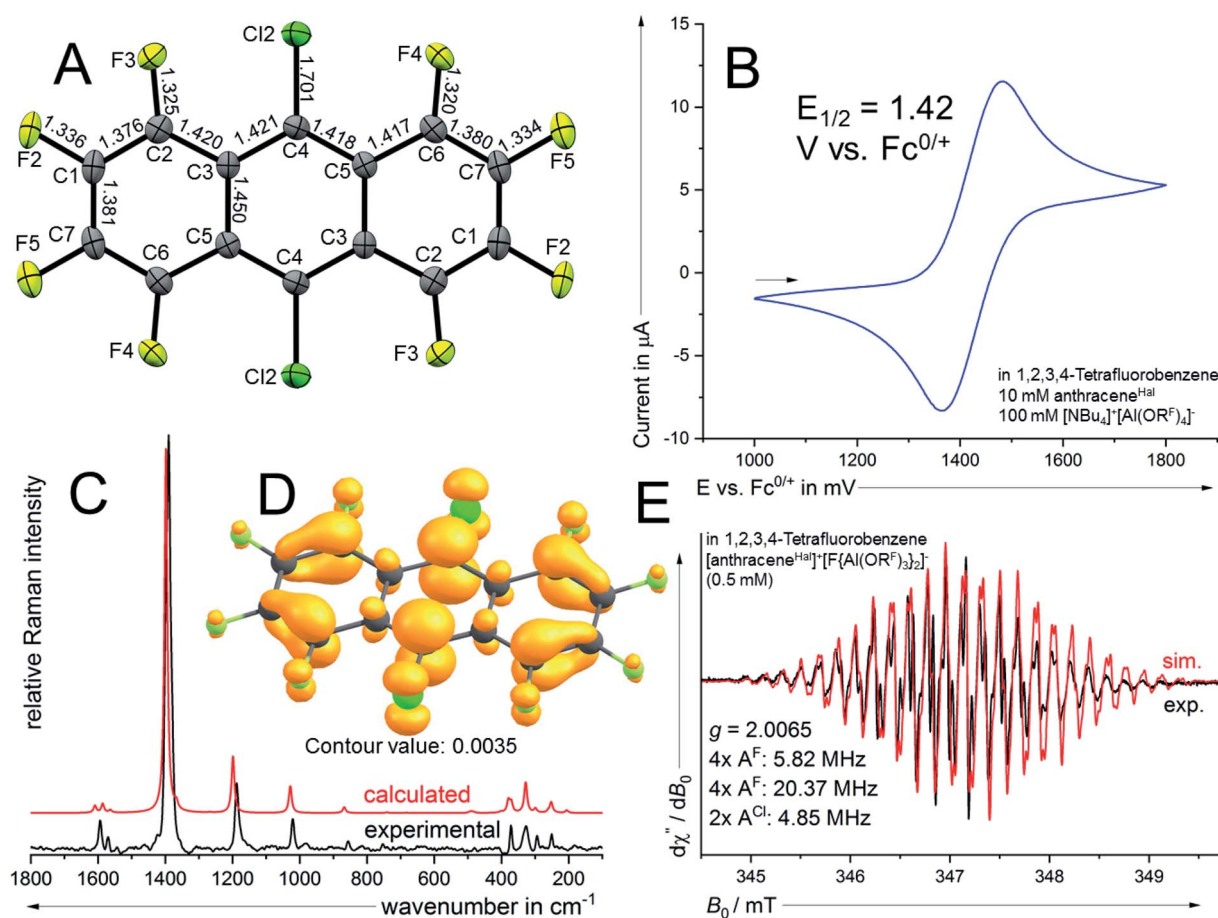 A
Cl2
F3
F4
1.701
1.325
1.320
1.336
1.376
1.420
1.421
1.418
1.417
1.380
1.334
F2
C2
C4
C6
F5
C1
C3
C5
C7
1.381
1.450
F5
C7
C5
C3
C1
F2
C6
C4
C2
F4
F3
Cl2
B
E1/2 = 1.42
V vs. Fc0/+
15
10
5
0
-5
-10
Current in µA
in 1,2,3,4-Tetrafluorobenzene
10 mM anthraceneHal
100 mM [NBu4]+[Al(ORF)4]-
1000 1200 1400 1600 1800
E vs. Fc0/+ in mV
C
relative Raman intensity
calculated
experimental
1800 1600 1400 1200 1000 800 600 400 200
wavenumber in cm-1
D
Contour value: 0.0035
E
in 1,2,3,4-Tetrafluorobenzene
[anthraceneHal]+[F{Al(ORF)3}2]-
(0.5 mM)
sim.
exp.
g = 2.0065
4x AF: 5.82 MHz
4x AF: 20.37 MHz
2x ACl: 4.85 MHz
dχ" / dB0
345 346 347 348 349
B0 / mT